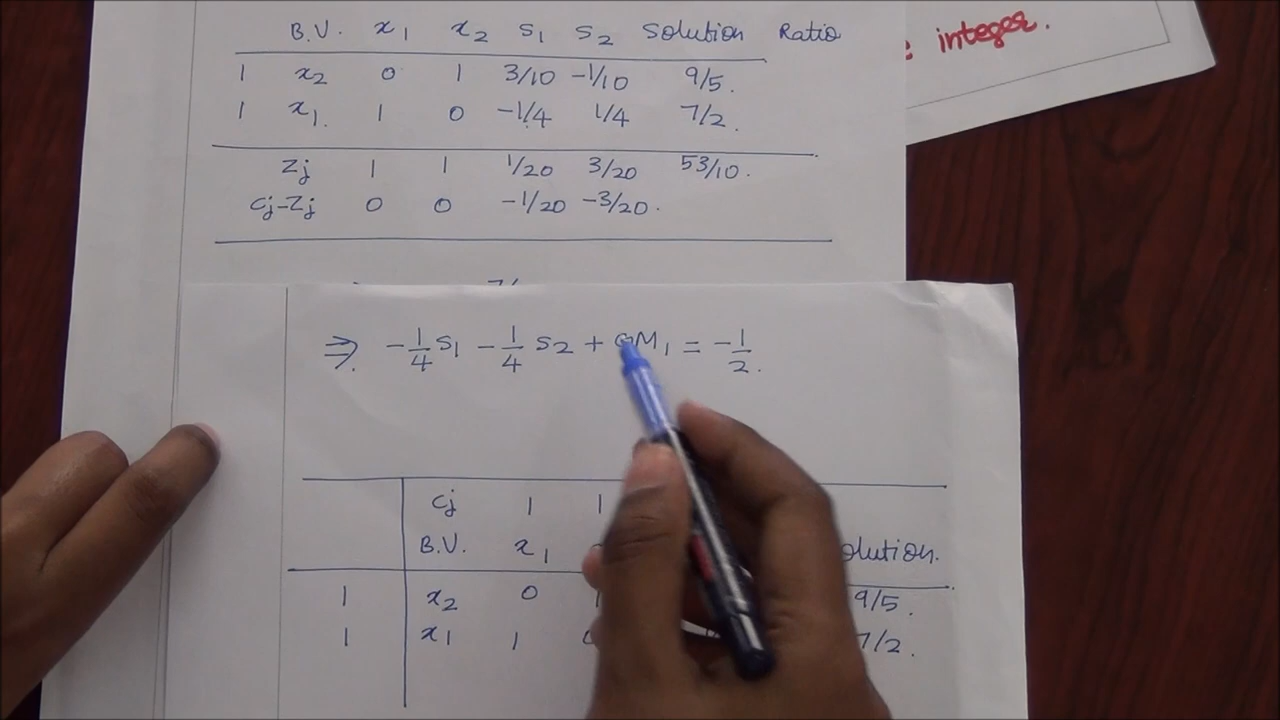 B.V. x1 x2 S1 S2 Solution Ratio
integer.
1 x2 0 1 3/10 -1/10 9/5.
1 x1. 1 0 -1/4 1/4 7/2.
Zj 1 1 1/20 3/20 53/10.
Cj-Zj 0 0 -1/20 -3/20.
⇒ -1/4 S1 - 1/4 S2 + GM1 = -1/2.
Cj 1 1
B.V. x1 olution.
1 x2 0 1 9/5.
1 x1 1 7/2.